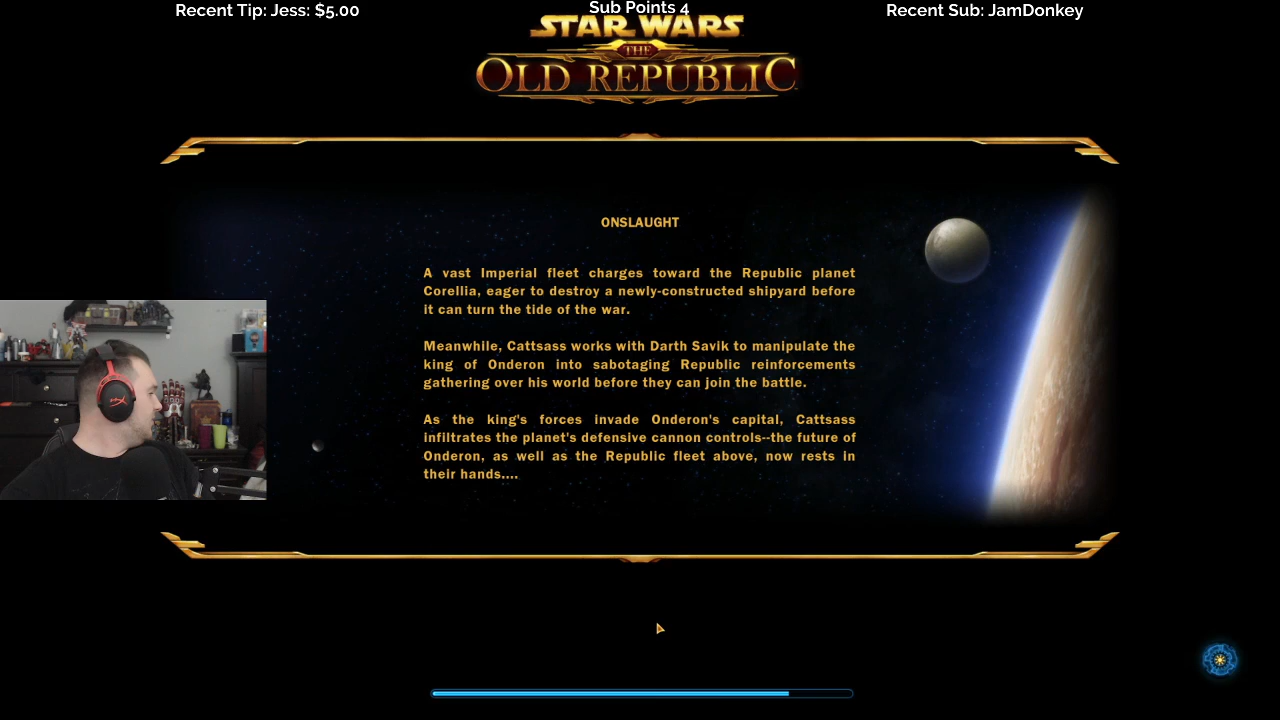 Recent Tip: Jess: $5.00
Sub Points 4
Recent Sub: JamDonkey
STAR WARS
THE
OLD REPUBLIC
ONSLAUGHT
A vast Imperial fleet charges toward the Republic planet
Corellia, eager to destroy a newly-constructed shipyard before
it can turn the tide of the war.
Meanwhile, Cattsass works with Darth Savik to manipulate the
king of Onderon into sabotaging Republic reinforcements
gathering over his world before they can join the battle.
As the king's forces invade Onderon's capital, Cattsass
infiltrates the planet's defensive cannon controls--the future of
Onderon, as well as the Republic fleet above, now rests in
their hands....